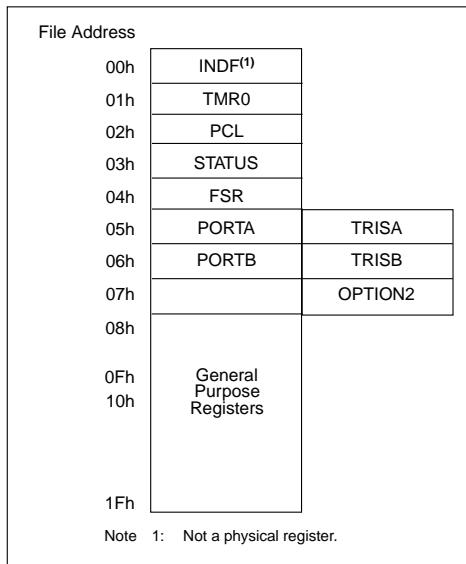 File Address
00h INDF(1)
01h TMR0
02h PCL
03h STATUS
04h FSR
05h PORTA TRISA
06h PORTB TRISB
07h OPTION2
08h
0Fh General
Purpose
10h Registers
1Fh
Note 1: Not a physical register.